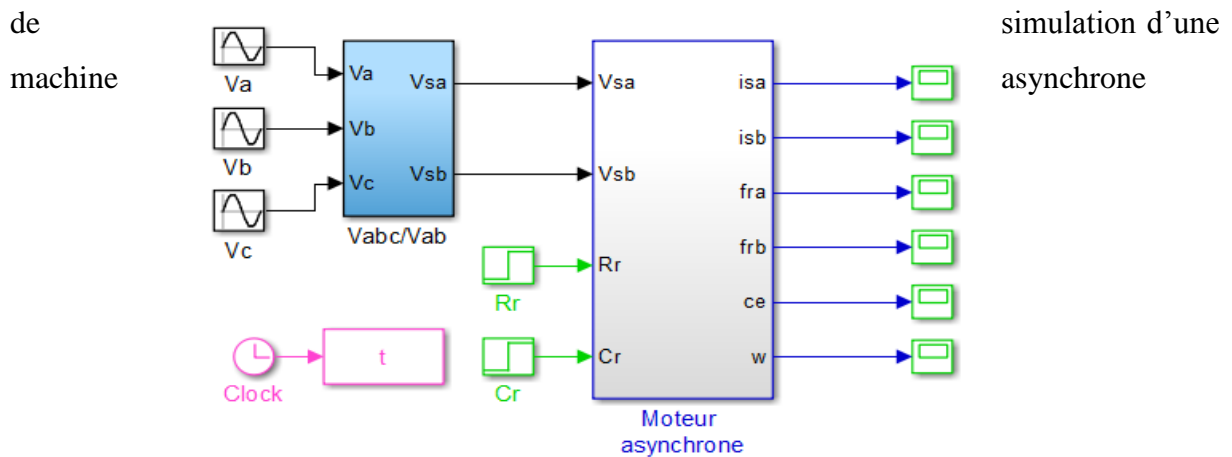 de
simulation d’une
machine
asynchrone
Va
Vb
Vc
Va
Vb
Vc
Vsa
Vsb
Vabc/Vab
Vsa
Vsb
Rr
Cr
isa
isb
fra
frb
ce
w
Moteur
asynchrone
Rr
Cr
Clock
t